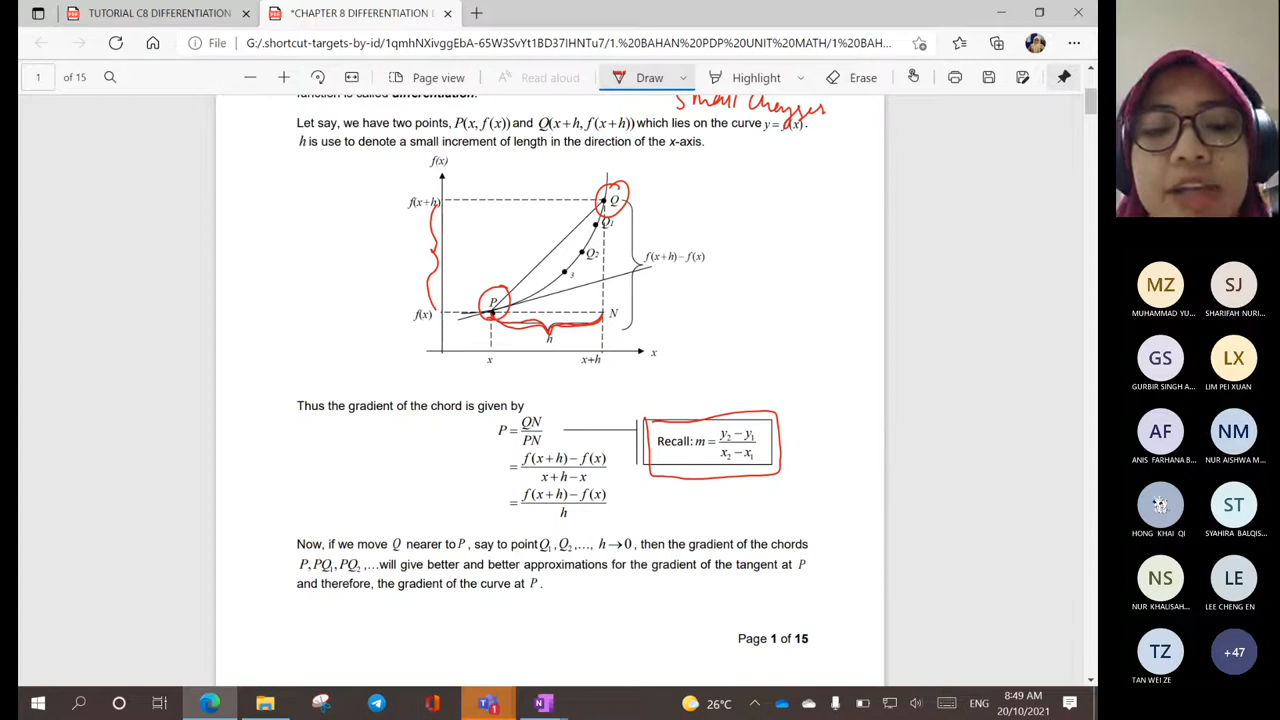 TUTORIAL C8 DIFFERENTIATION
*CHAPTER 8 DIFFERENTIATION
File
G:/.shortcut-targets-by-id/1qmhNXivggEbA-65W3SvYt1BD37IHNTu7/1.%20BAHAN%20PDP%20UNIT%20MATH/1%20BAH...
1 of 15
Page view
Read aloud
Draw
Highlight
Erase
function is called differentiation.
Small changes
Let say, we have two points, P(x, f(x)) and Q(x+h, f(x+h)) which lies on the curve y = f(x).
h is use to denote a small increment of length in the direction of the x-axis.
f(x)
f(x+h)
Q
Q1
Q2
3
f(x+h)−f(x)
P
f(x)
N
h
x
x+h
x
Thus the gradient of the chord is given by
P = QN/PN
Recall: m = (y₂ − y₁)/(x₂ − x₁)
= (f(x+h) − f(x))/(x+h−x)
= (f(x+h) − f(x))/h
Now, if we move Q nearer to P, say to point Q₁, Q₂, ..., h→0, then the gradient of the chords
P, PQ₁, PQ₂, ... will give better and better approximations for the gradient of the tangent at P
and therefore, the gradient of the curve at P.
Page 1 of 15
MZ
MUHAMMAD YU...
SJ
SHARIFAH NURI...
GS
GURBIR SINGH A...
LX
LIM PEI XUAN
AF
ANIS FARHANA B...
NM
NUR AISHWA M...
HONG KHAI QI
ST
SYAHIRA BALQIS...
NS
NUR KHALISAH...
LE
LEE CHENG EN
TZ
TAN WEI ZE
+47
26°C
ENG
8:49 AM
20/10/2021